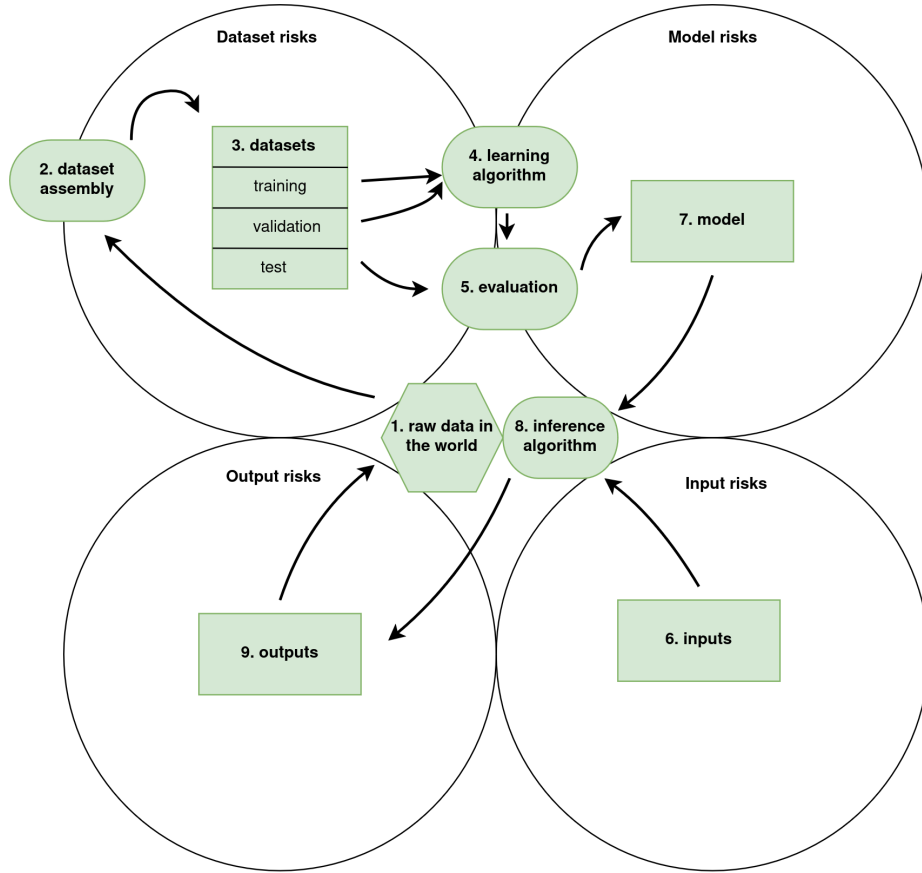 Dataset risks
Model risks
2. dataset
assembly
3. datasets
training
validation
test
4. learning
algorithm
5. evaluation
7. model
1. raw data in
the world
8. inference
algorithm
Output risks
Input risks
9. outputs
6. inputs